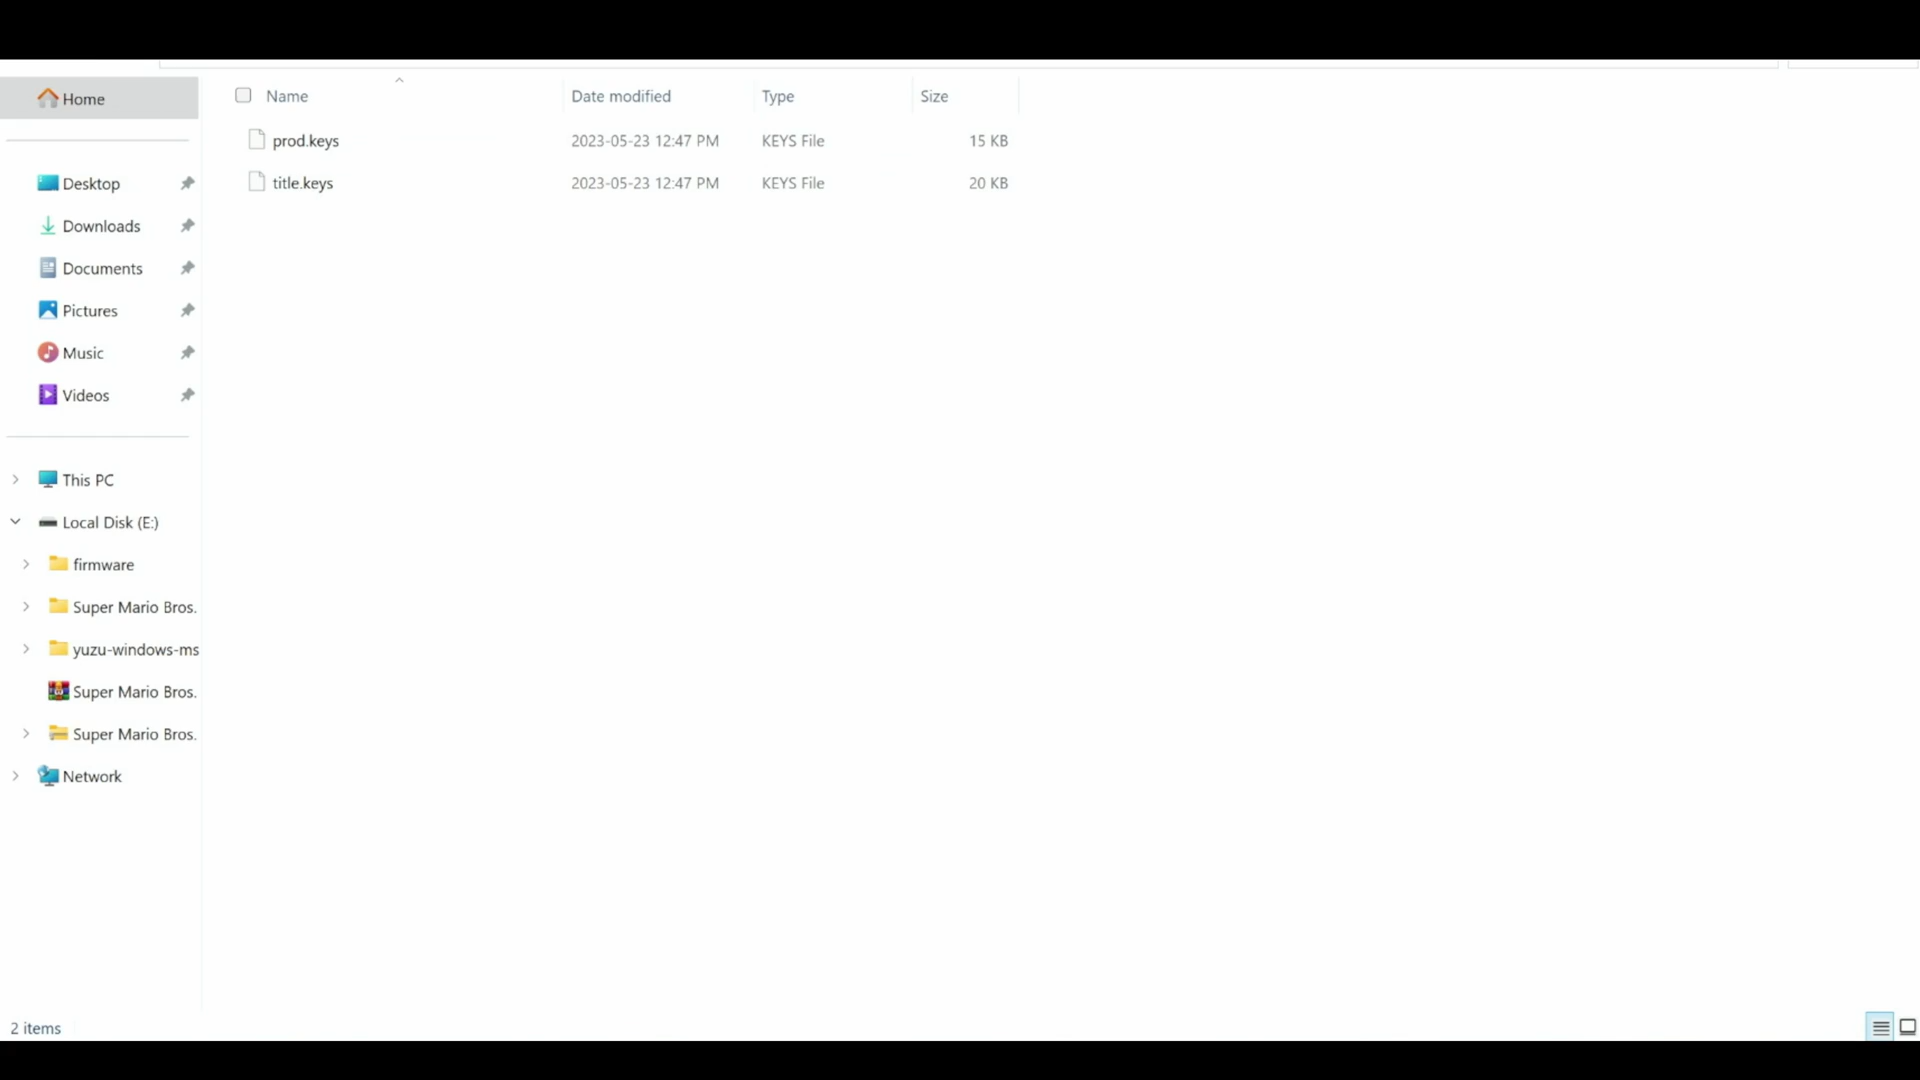 Home
Desktop
Downloads
Documents
Pictures
Music
Videos
This PC
Local Disk (E:)
firmware
Super Mario Bros.
yuzu-windows-ms
Super Mario Bros.
Super Mario Bros.
Network
Name Date modified Type Size
prod.keys 2023-05-23 12:47 PM KEYS File 15 KB
title.keys 2023-05-23 12:47 PM KEYS File 20 KB
2 items